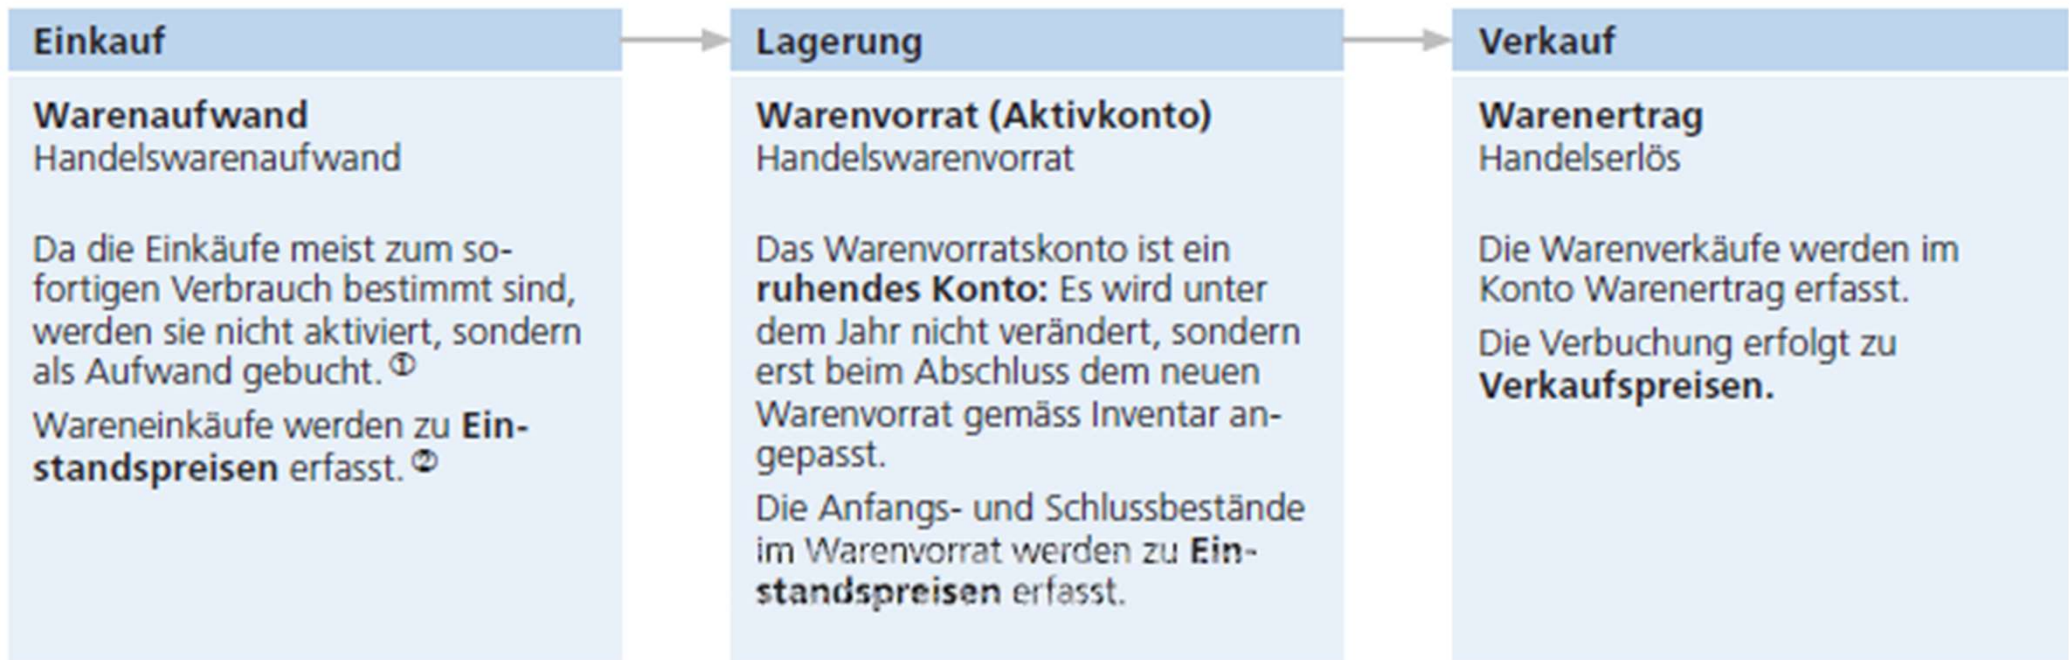 Einkauf
Warenaufwand
Handelswarenaufwand
Da die Einkäufe meist zum so-
fortigen Verbrauch bestimmt sind,
werden sie nicht aktiviert, sondern
als Aufwand gebucht. ①
Wareneinkäufe werden zu Ein-
standspreisen erfasst. ②
Lagerung
Warenvorrat (Aktivkonto)
Handelswarenvorrat
Das Warenvorratskonto ist ein
ruhendes Konto: Es wird unter
dem Jahr nicht verändert, sondern
erst beim Abschluss dem neuen
Warenvorrat gemäss Inventar an-
gepasst.
Die Anfangs- und Schlussbestände
im Warenvorrat werden zu Ein-
standspreisen erfasst.
Verkauf
Warenertrag
Handelserlös
Die Warenverkäufe werden im
Konto Warenertrag erfasst.
Die Verbuchung erfolgt zu
Verkaufspreisen.